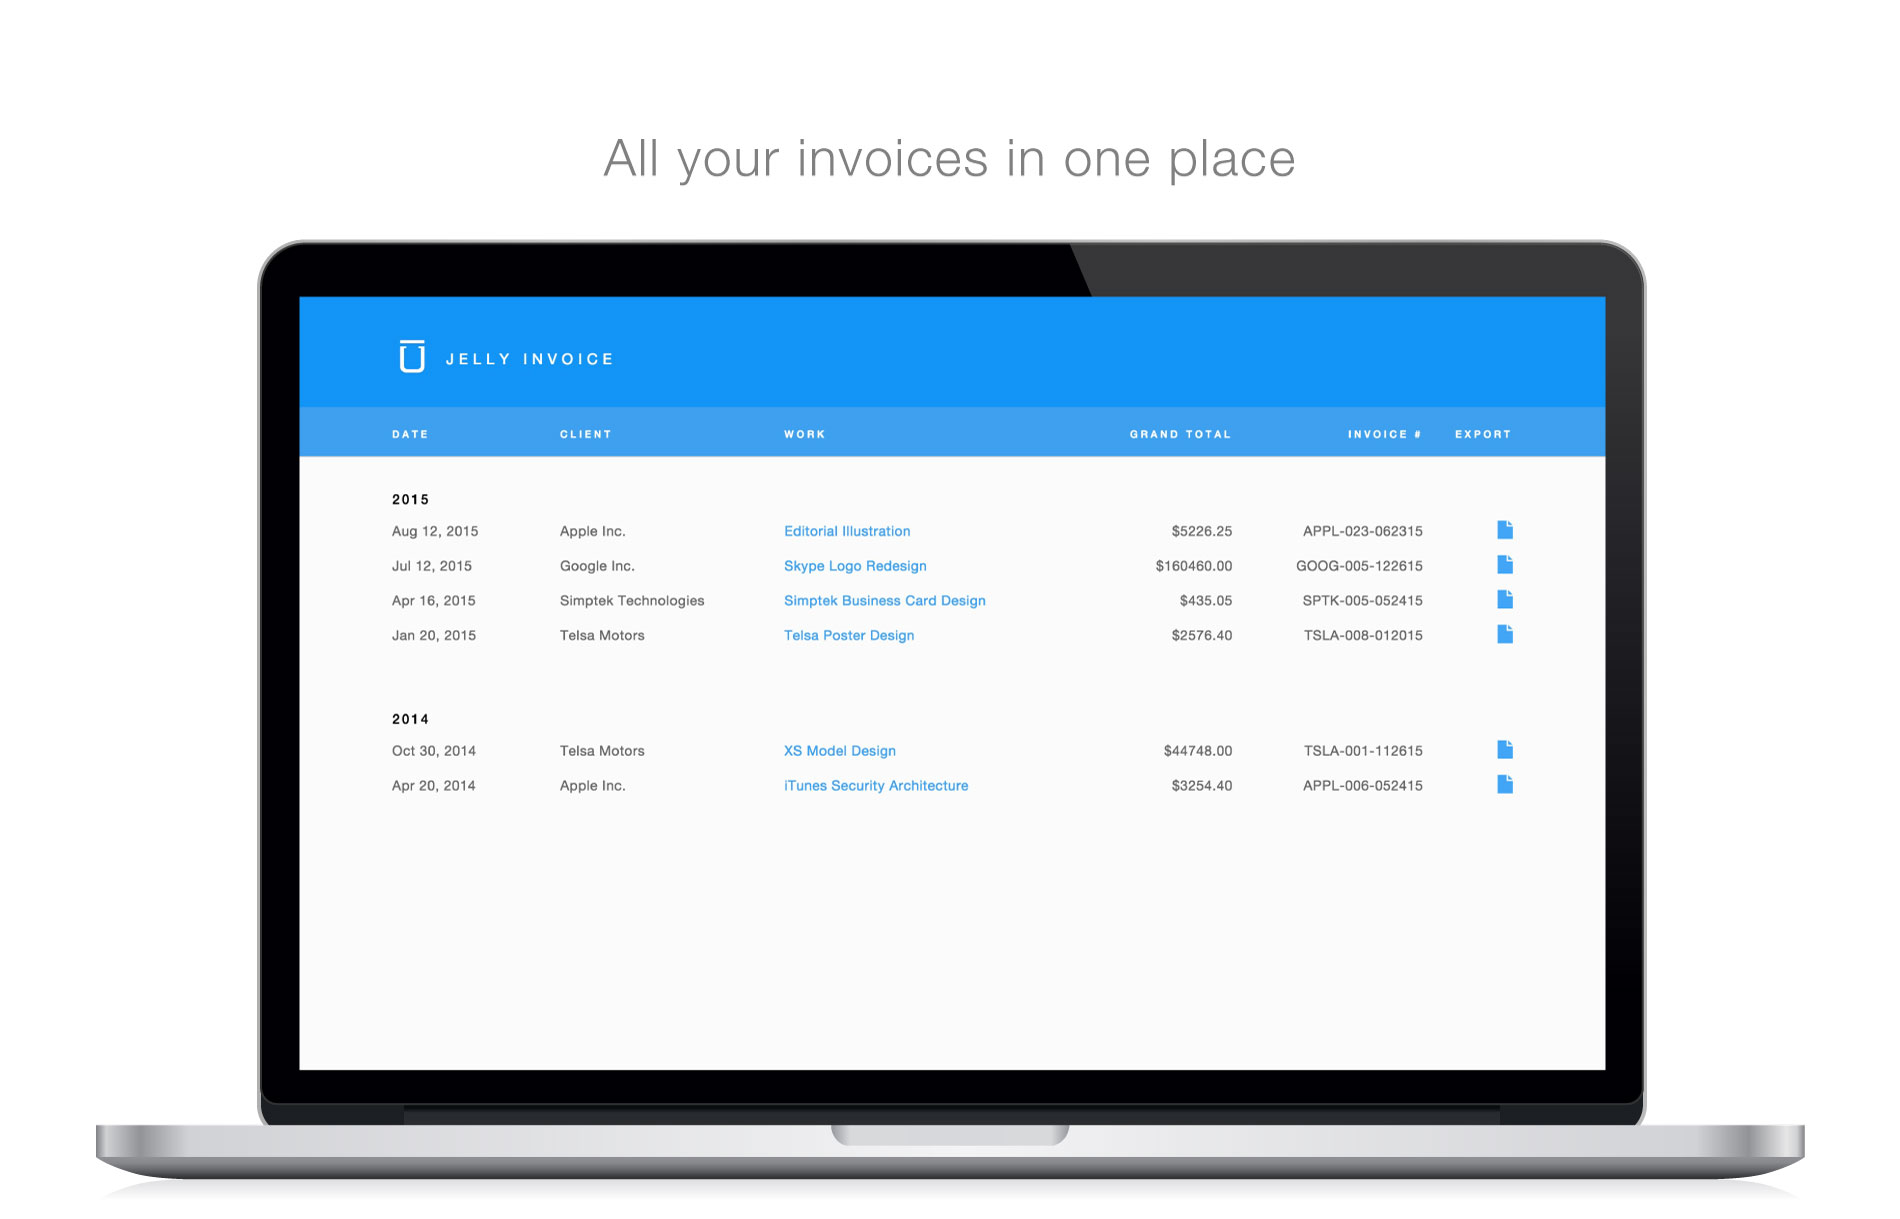 All your invoices in one place
JELLY INVOICE
DATE CLIENT WORK GRAND TOTAL INVOICE # EXPORT
2015
Aug 12, 2015 Apple Inc. Editorial Illustration $5226.25 APPL-023-062315
Jul 12, 2015 Google Inc. Skype Logo Redesign $160460.00 GOOG-005-122615
Apr 16, 2015 Simptek Technologies Simptek Business Card Design $435.05 SPTK-005-052415
Jan 20, 2015 Telsa Motors Telsa Poster Design $2576.40 TSLA-008-012015
2014
Oct 30, 2014 Telsa Motors XS Model Design $44748.00 TSLA-001-112615
Apr 20, 2014 Apple Inc. iTunes Security Architecture $3254.40 APPL-006-052415